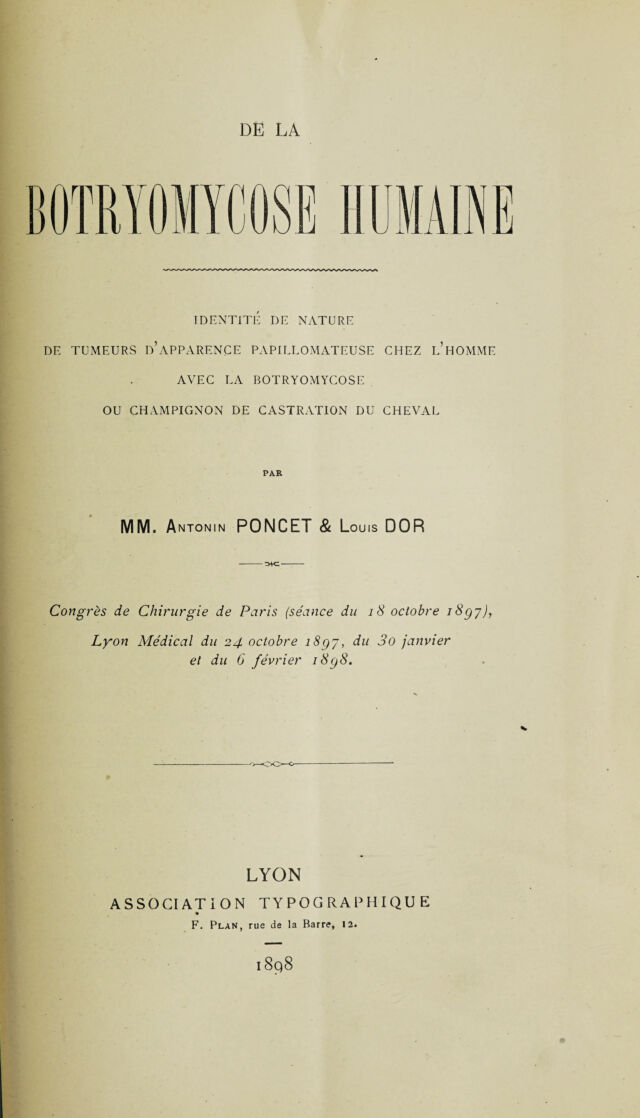 DE LA
BOTRYOMYCOSE HUMAINE
IDENTITÉ DE NATURE
DE TUMEURS D'APPARENCE PAPILLOMATEUSE CHEZ L'HOMME
AVEC LA BOTRYOMYCOSE
OU CHAMPIGNON DE CASTRATION DU CHEVAL
PAR
MM. ANTONIN PONCET & LOUIS DOR
Congrès de Chirurgie de Paris (séance du 18 octobre 1897),
Lyon Médical du 24 octobre 1897, du 30 janvier
et du 6 février 1898.
LYON
ASSOCIATION TYPOGRAPHIQUE
F. PLAN, rue de la Barre, 12.
1898